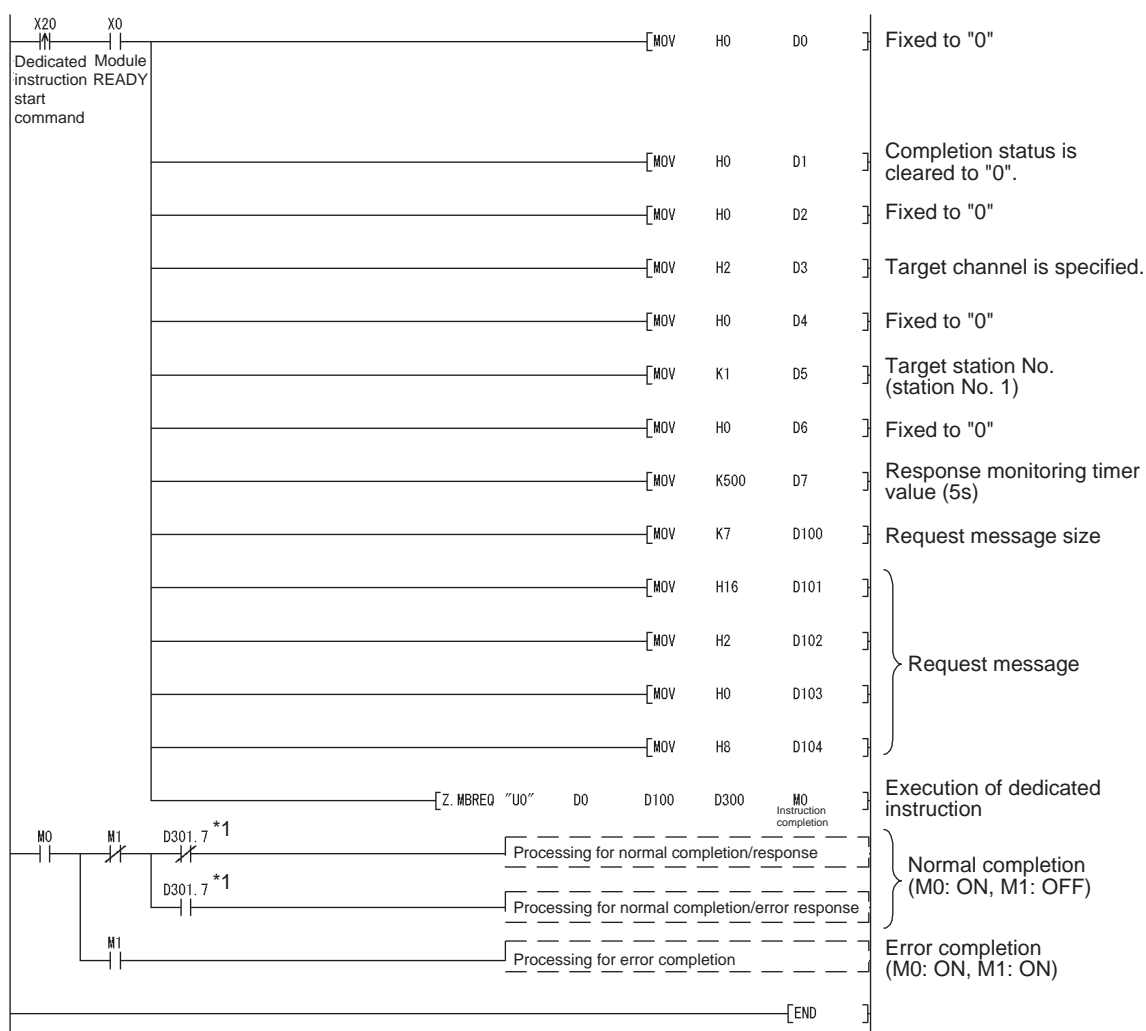 X20 X0
[MOV H0 D0 ] Fixed to "0"
Dedicated Module
instruction READY
start
command
[MOV H0 D1 ] Completion status is
cleared to "0".
[MOV H0 D2 ] Fixed to "0"
[MOV H2 D3 ] Target channel is specified.
[MOV H0 D4 ] Fixed to "0"
[MOV K1 D5 ] Target station No.
(station No. 1)
[MOV H0 D6 ] Fixed to "0"
[MOV K500 D7 ] Response monitoring timer
value (5s)
[MOV K7 D100 ] Request message size
[MOV H16 D101 ]
[MOV H2 D102 ]
Request message
[MOV H0 D103 ]
[MOV H8 D104 ]
[Z.MBREQ "U0" D0 D100 D300 M0 ] Execution of dedicated
instruction
Instruction
completion
M0 M1 D301.7 *1
Processing for normal completion/response
Normal completion
(M0: ON, M1: OFF)
D301.7 *1
Processing for normal completion/error response
M1
Processing for error completion
Error completion
(M0: ON, M1: ON)
[END ]